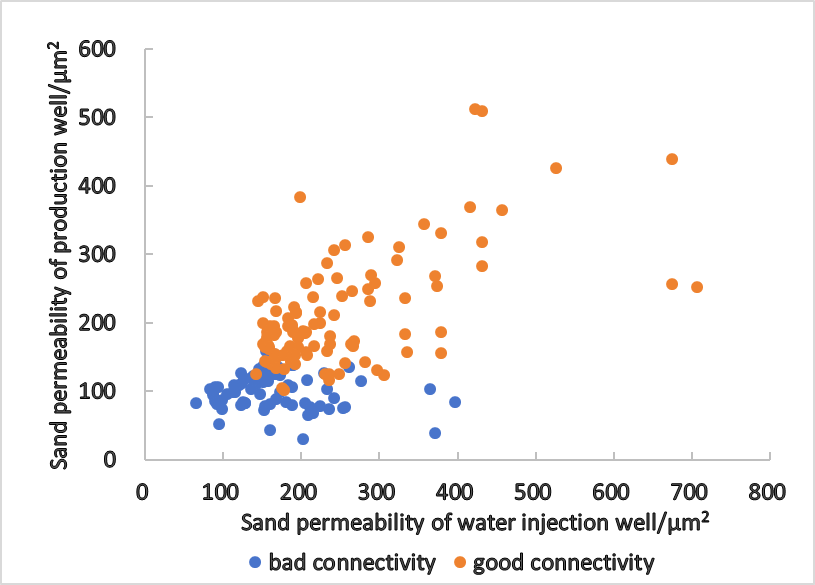 Sand permeability of production well/μm²
600
500
400
300
200
100
0
0 100 200 300 400 500 600 700 800
Sand permeability of water injection well/μm²
bad connectivity good connectivity